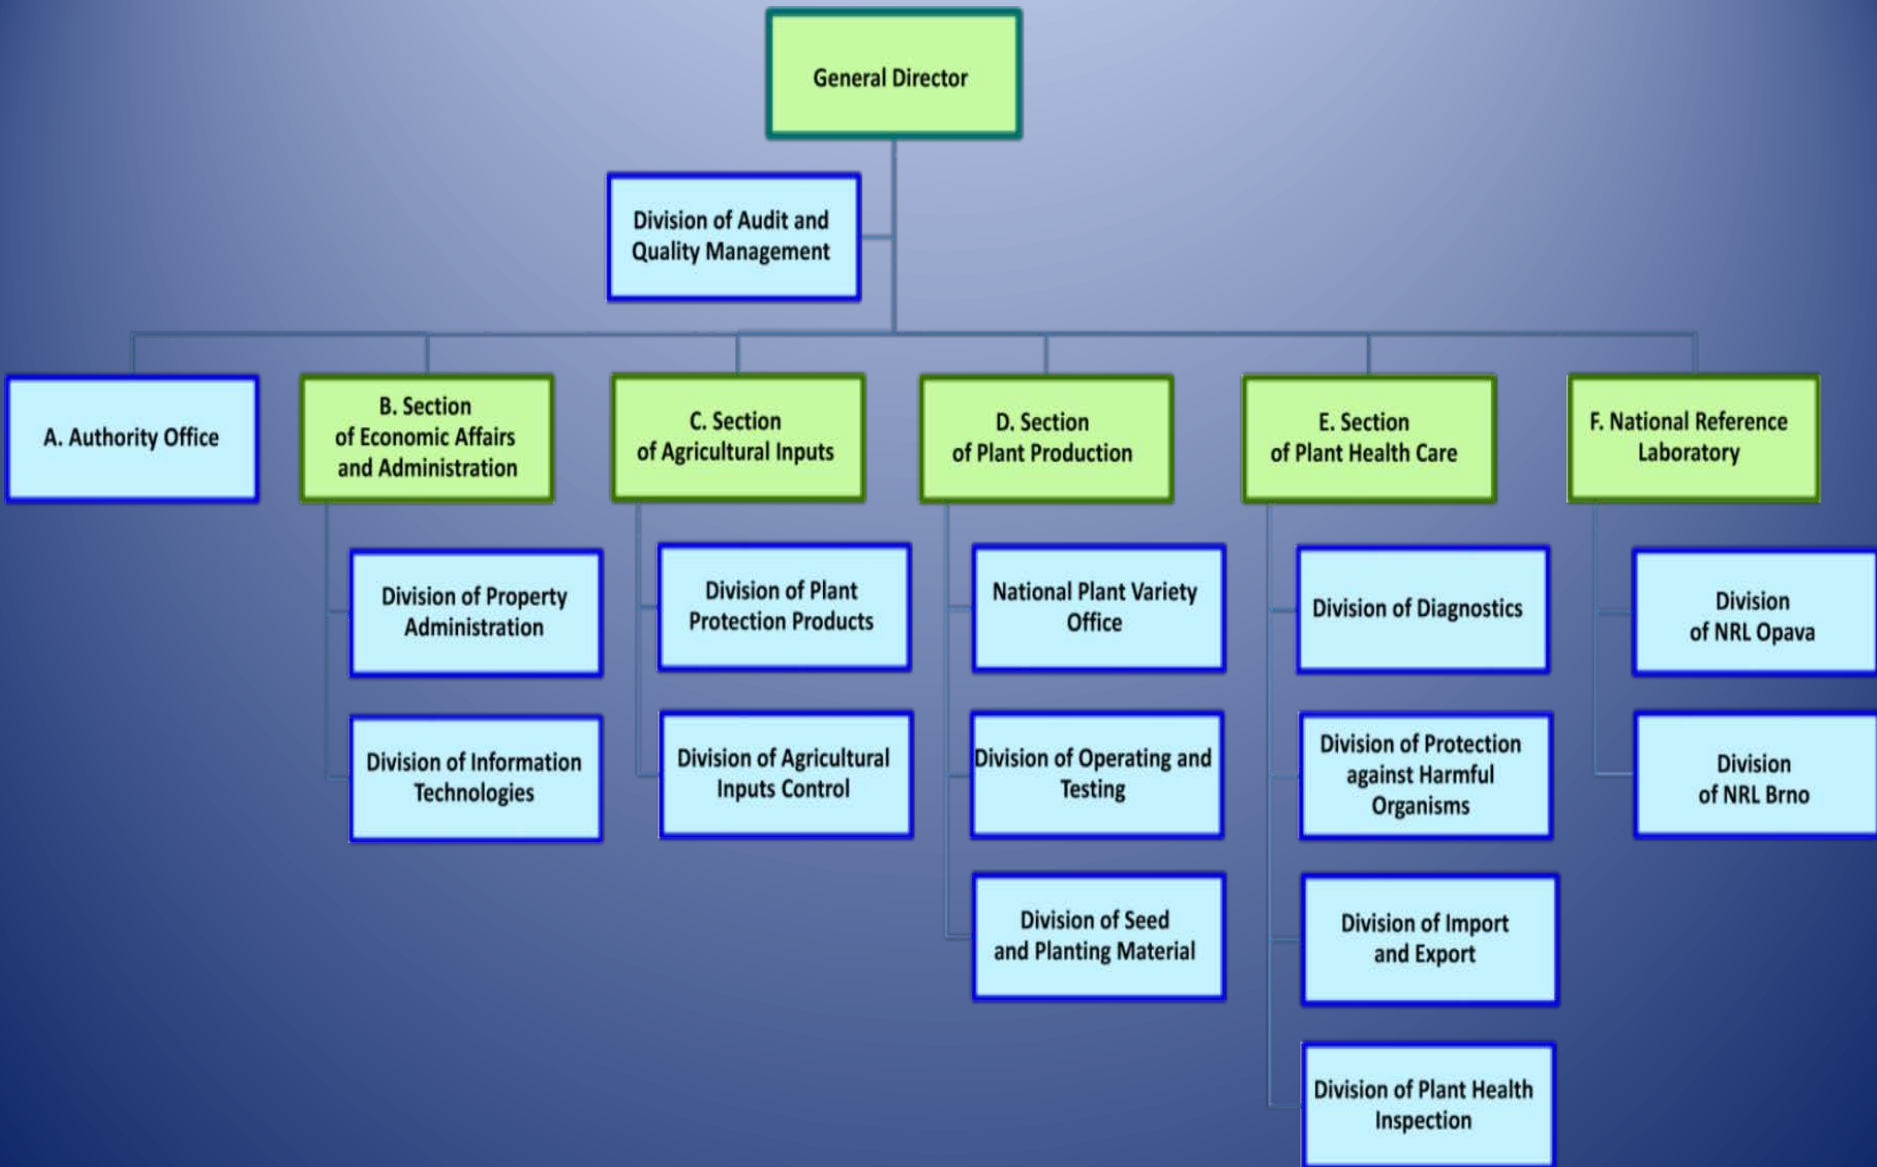 General Director
Division of Audit and
Quality Management
A. Authority Office
B. Section
of Economic Affairs
and Administration
C. Section
of Agricultural Inputs
D. Section
of Plant Production
E. Section
of Plant Health Care
F. National Reference
Laboratory
Division of Property
Administration
Division of Information
Technologies
Division of Plant
Protection Products
Division of Agricultural
Inputs Control
National Plant Variety
Office
Division of Operating and
Testing
Division of Seed
and Planting Material
Division of Diagnostics
Division of Protection
against Harmful
Organisms
Division of Import
and Export
Division of Plant Health
Inspection
Division
of NRL Opava
Division
of NRL Brno